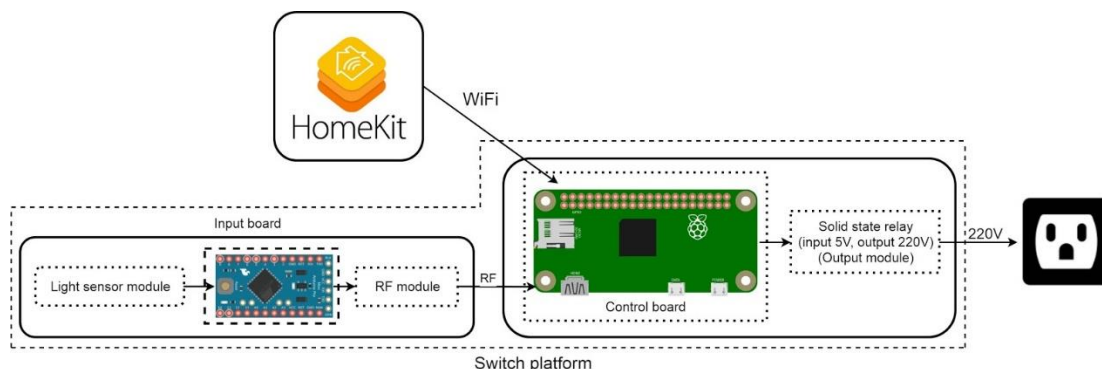 HomeKit
WiFi
Input board
Light sensor module
RF module
RF
Control board
Solid state relay
(input 5V, output 220V)
(Output module)
220V
Switch platform